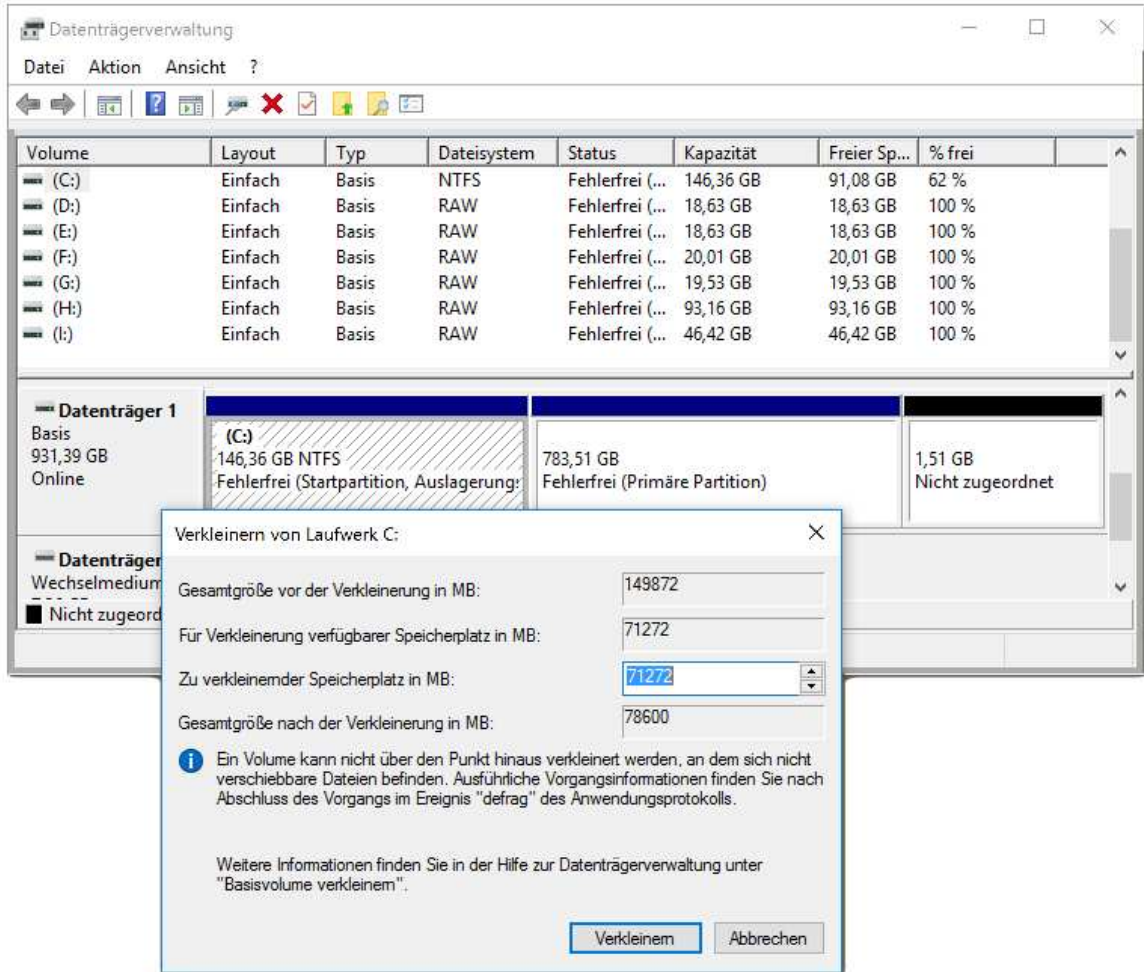 Datenträgerverwaltung
Datei Aktion Ansicht ?
Volume Layout Typ Dateisystem Status Kapazität Freier Sp... % frei
(C:) Einfach Basis NTFS Fehlerfrei (... 146,36 GB 91,08 GB 62 %
(D:) Einfach Basis RAW Fehlerfrei (... 18,63 GB 18,63 GB 100 %
(E:) Einfach Basis RAW Fehlerfrei (... 18,63 GB 18,63 GB 100 %
(F:) Einfach Basis RAW Fehlerfrei (... 20,01 GB 20,01 GB 100 %
(G:) Einfach Basis RAW Fehlerfrei (... 19,53 GB 19,53 GB 100 %
(H:) Einfach Basis RAW Fehlerfrei (... 93,16 GB 93,16 GB 100 %
(I:) Einfach Basis RAW Fehlerfrei (... 46,42 GB 46,42 GB 100 %
Datenträger 1
Basis
931,39 GB
Online
(C:)
146,36 GB NTFS
Fehlerfrei (Startpartition, Auslagerung:
783,51 GB
Fehlerfrei (Primäre Partition)
1,51 GB
Nicht zugeordnet
Datenträger
Wechselmedium
Nicht zugeord
Verkleinern von Laufwerk C:
Gesamtgröße vor der Verkleinerung in MB: 149872
Für Verkleinerung verfügbarer Speicherplatz in MB: 71272
Zu verkleinernder Speicherplatz in MB: 71272
Gesamtgröße nach der Verkleinerung in MB: 78600
Ein Volume kann nicht über den Punkt hinaus verkleinert werden, an dem sich nicht
verschiebbare Dateien befinden. Ausführliche Vorgangsinformationen finden Sie nach
Abschluss des Vorgangs im Ereignis "defrag" des Anwendungsprotokolls.
Weitere Informationen finden Sie in der Hilfe zur Datenträgerverwaltung unter
"Basisvolume verkleinern".
Verkleinern Abbrechen